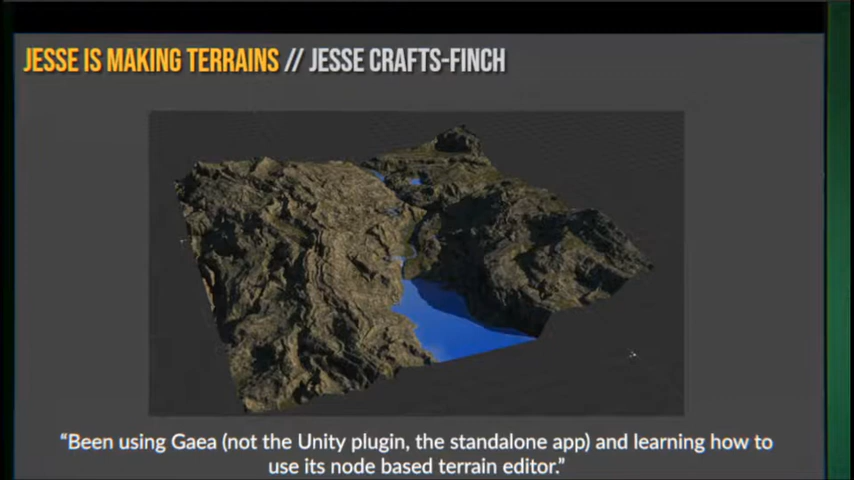 JESSE IS MAKING TERRAINS // JESSE CRAFTS-FINCH
“Been using Gaea (not the Unity plugin, the standalone app) and learning how to
use its node based terrain editor.”